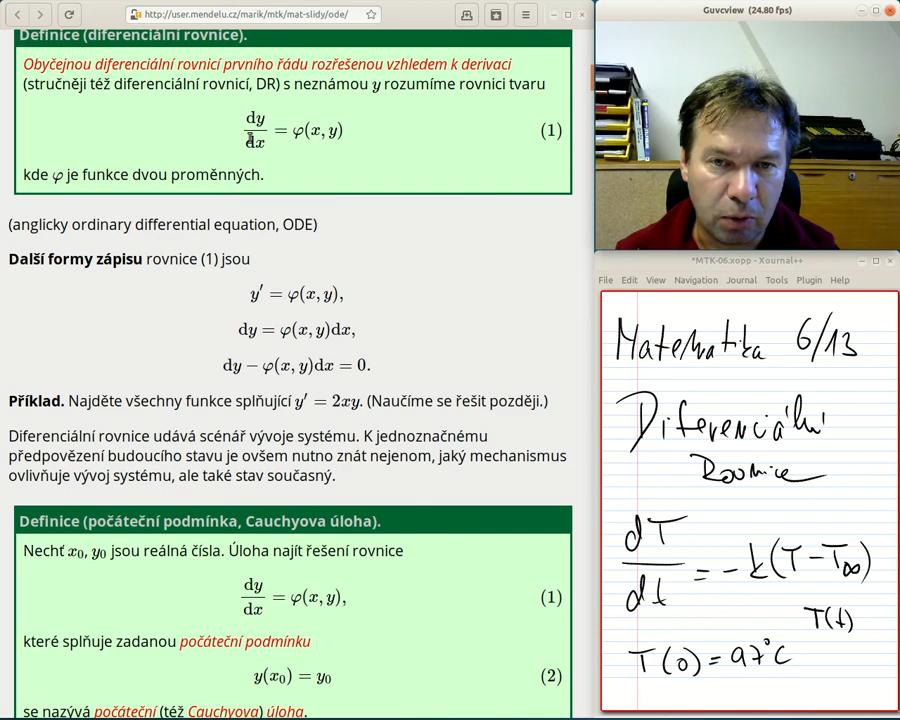 http://user.mendelu.cz/marik/mtk/mat-slidy/ode/
Guvcview (24.80 fps)
Definice (diferenciální rovnice).
Obyčejnou diferenciální rovnicí prvního řádu rozřešenou vzhledem k derivaci
(stručněji též diferenciální rovnicí, DR) s neznámou y rozumíme rovnici tvaru
dy
dx = φ(x, y) (1)
kde φ je funkce dvou proměnných.
(anglicky ordinary differential equation, ODE)
Další formy zápisu rovnice (1) jsou
y′ = φ(x, y),
dy = φ(x, y)dx,
dy − φ(x, y)dx = 0.
Příklad. Najděte všechny funkce splňující y′ = 2xy. (Naučíme se řešit později.)
Diferenciální rovnice udává scénář vývoje systému. K jednoznačnému
předpovězení budoucího stavu je ovšem nutno znát nejenom, jaký mechanismus
ovlivňuje vývoj systému, ale také stav současný.
Definice (počáteční podmínka, Cauchyova úloha).
Nechť x₀, y₀ jsou reálná čísla. Úloha najít řešení rovnice
dy
dx = φ(x, y), (1)
které splňuje zadanou počáteční podmínku
y(x₀) = y₀ (2)
se nazývá počáteční (též Cauchyova) úloha.
*MTK-06.xopp - Xournal++
File Edit View Navigation Journal Tools Plugin Help
Matematika 6/13
Diferenciální
Rovnice
dT
dt = −k(T−T∞)
T(t)
T(0) = 97°C